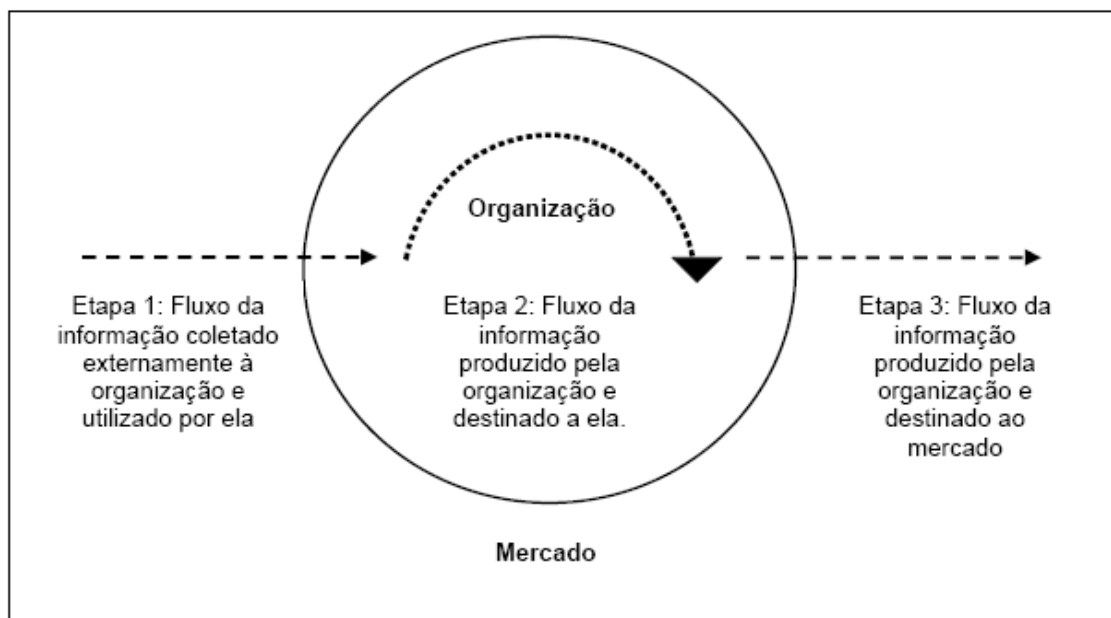 Organização
Etapa 1: Fluxo da
informação coletado
externamente à
organização e
utilizado por ela
Etapa 2: Fluxo da
informação
produzido pela
organização e
destinado a ela.
Etapa 3: Fluxo da
informação
produzido pela
organização e
destinado ao
mercado
Mercado